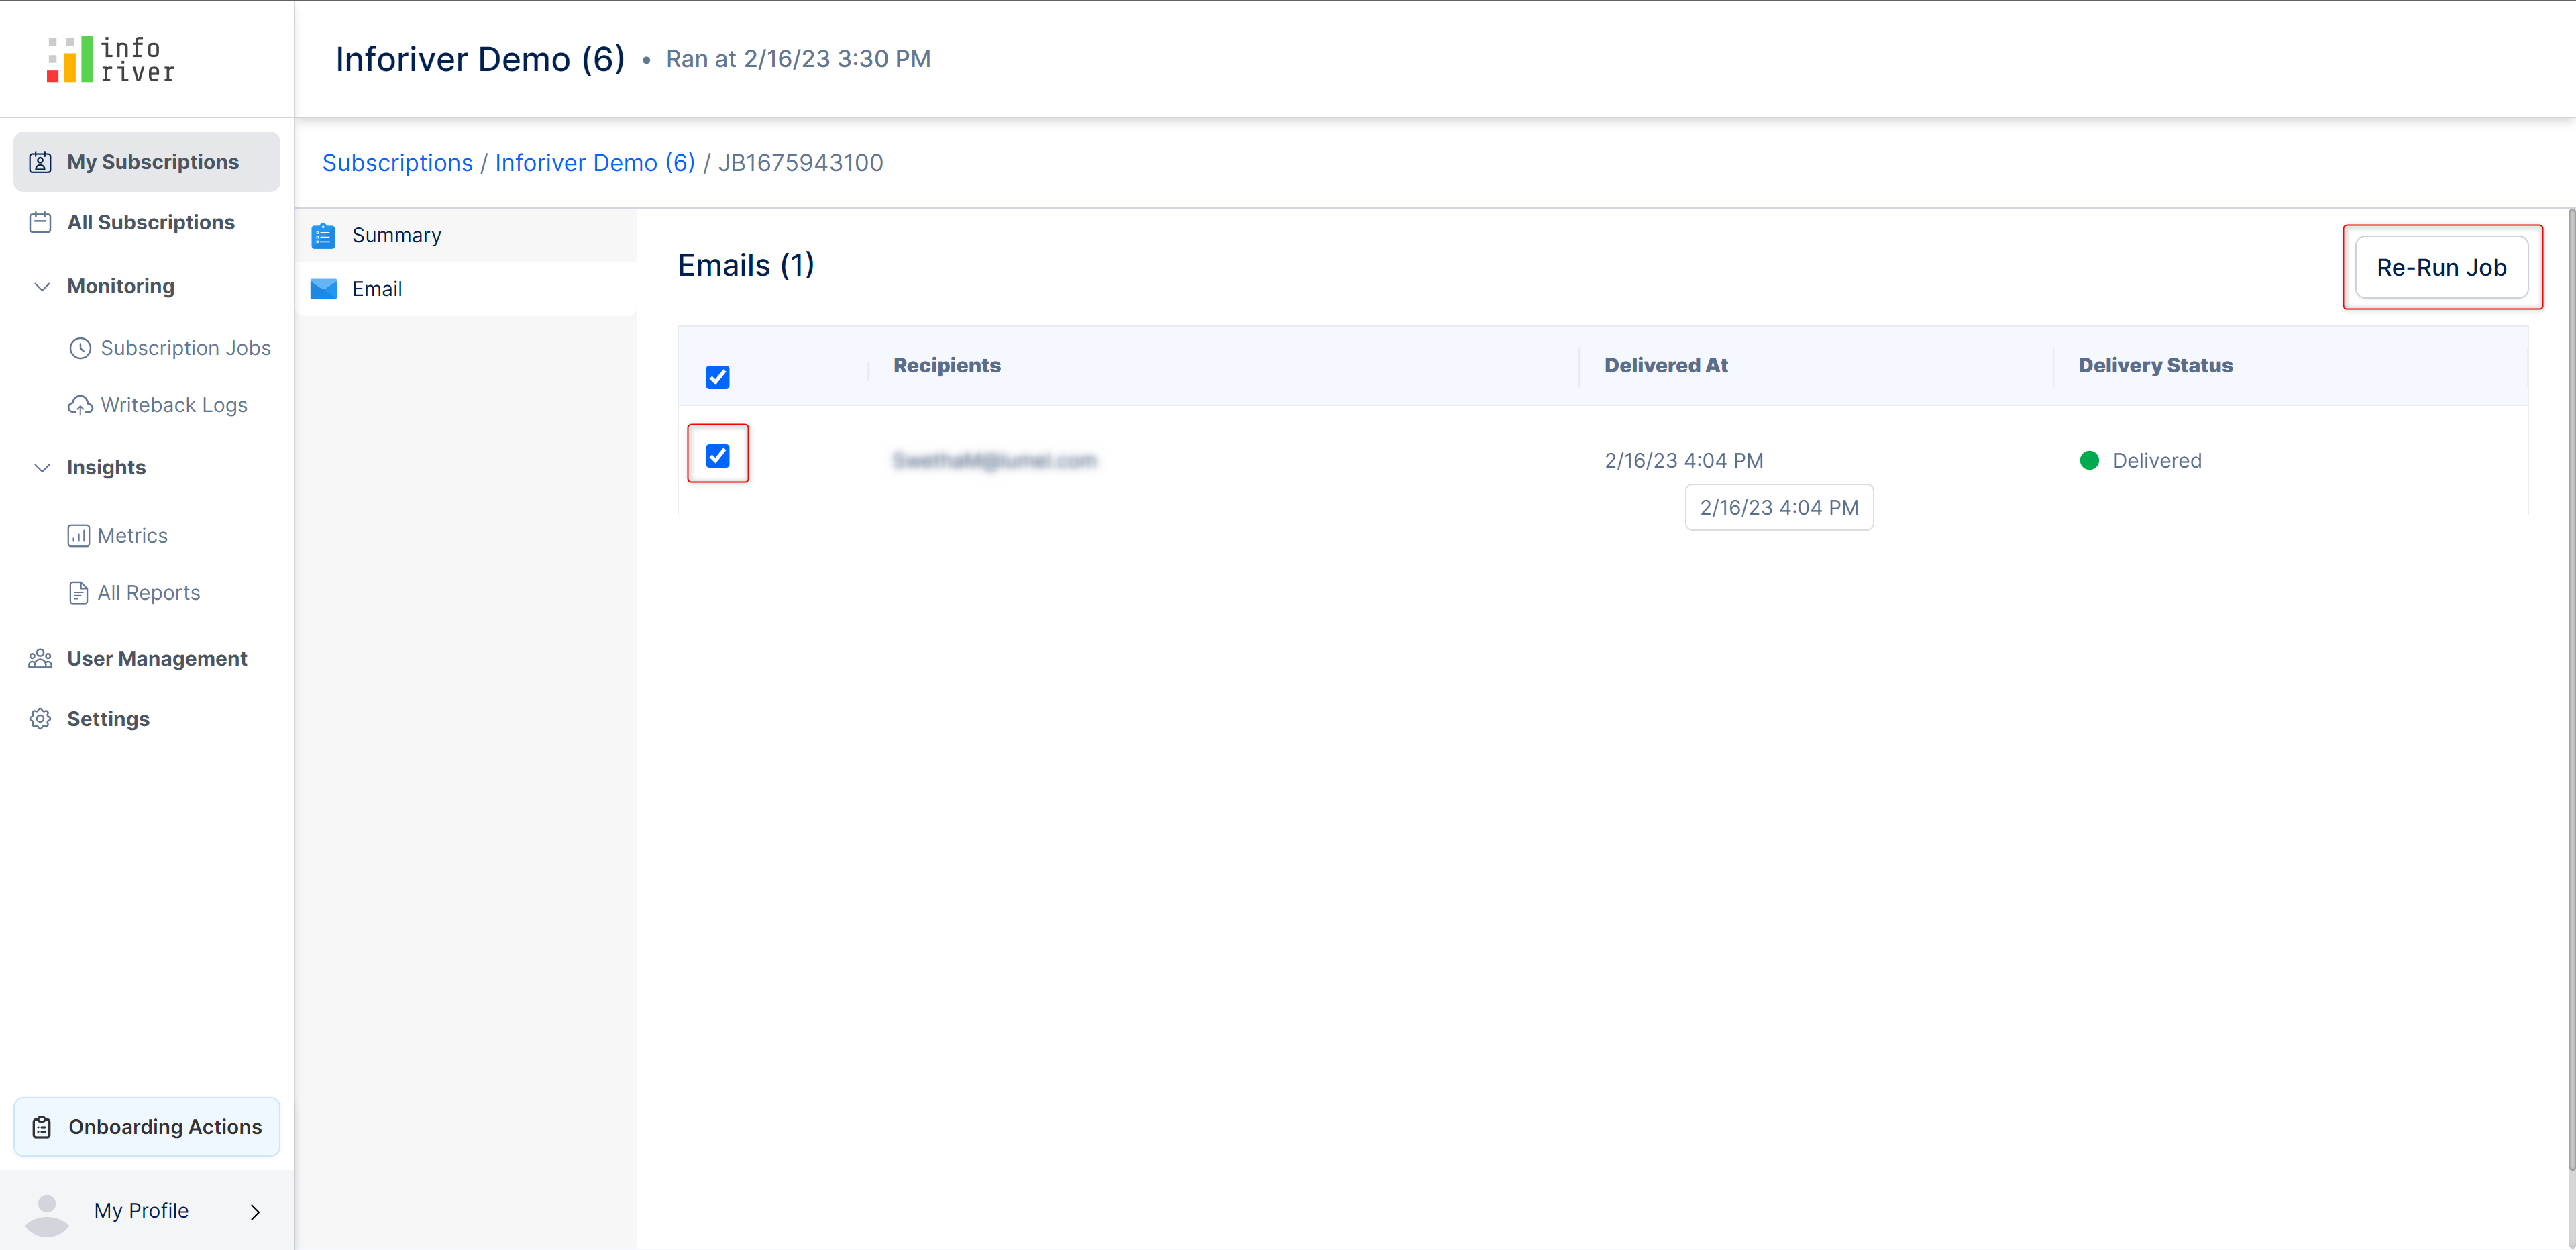 info
river
Inforiver Demo (6) • Ran at 2/16/23 3:30 PM
My Subscriptions
All Subscriptions
Monitoring
Subscription Jobs
Writeback Logs
Insights
Metrics
All Reports
User Management
Settings
Onboarding Actions
My Profile
Subscriptions / Inforiver Demo (6) / JB1675943100
Summary
Email
Emails (1)
Re-Run Job
Recipients Delivered At Delivery Status
2/16/23 4:04 PM Delivered
2/16/23 4:04 PM